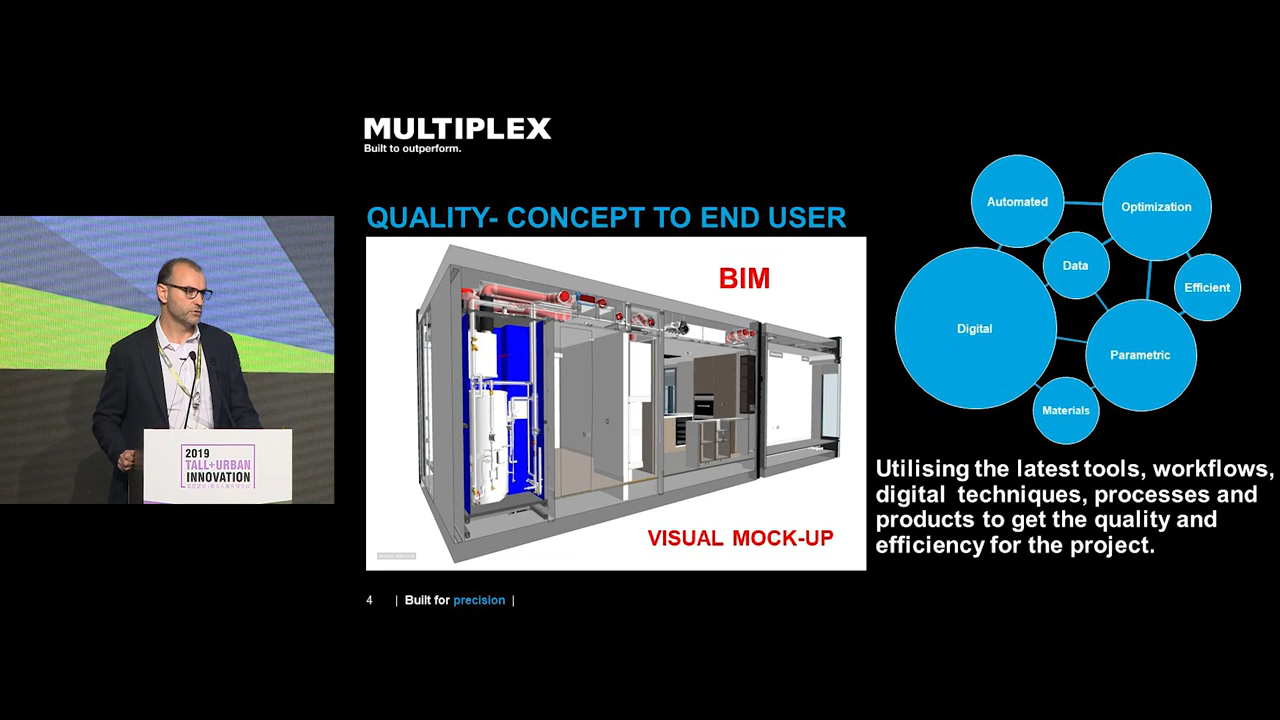 MULTIPLEX
Built to outperform.
QUALITY- CONCEPT TO END USER
BIM
VISUAL MOCK-UP
Automated
Optimization
Data
Efficient
Digital
Parametric
Materials
Utilising the latest tools, workflows,
digital techniques, processes and
products to get the quality and
efficiency for the project.
4 | Built for precision |
2019
TALL+URBAN
INNOVATION